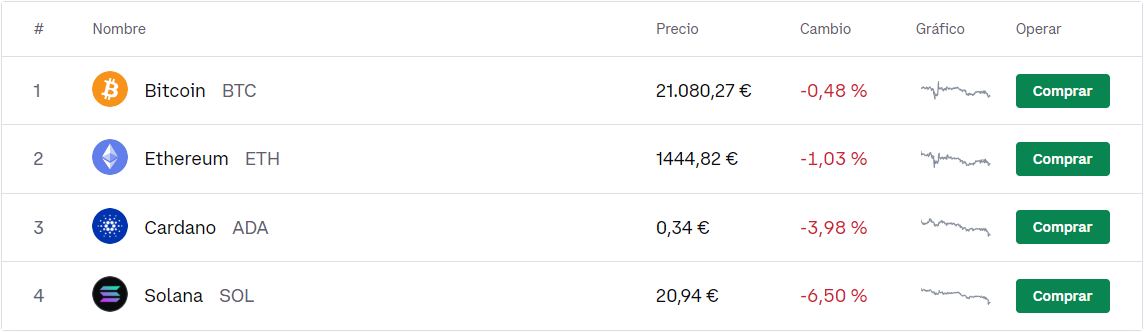 # Nombre Precio Cambio Gráfico Operar
1 Bitcoin BTC 21.080,27 € -0,48 % Comprar
2 Ethereum ETH 1444,82 € -1,03 % Comprar
3 Cardano ADA 0,34 € -3,98 % Comprar
4 Solana SOL 20,94 € -6,50 % Comprar